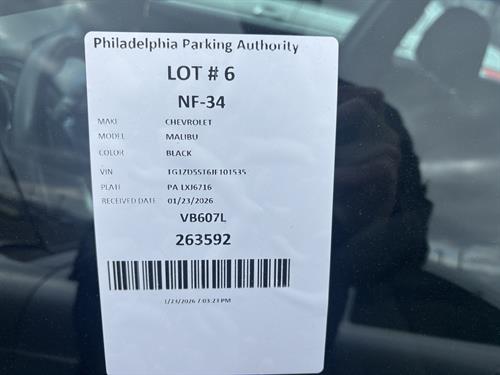 Philadelphia Parking Authority
LOT # 6
NF-34
MAKE CHEVROLET
MODEL MALIBU
COLOR BLACK
VIN 1G1ZD5ST6JF101535
PLATE PA LXJ6716
RECEIVED DATE 01/23/2026
VB607L
263592
1/23/2026 7:03:23 PM